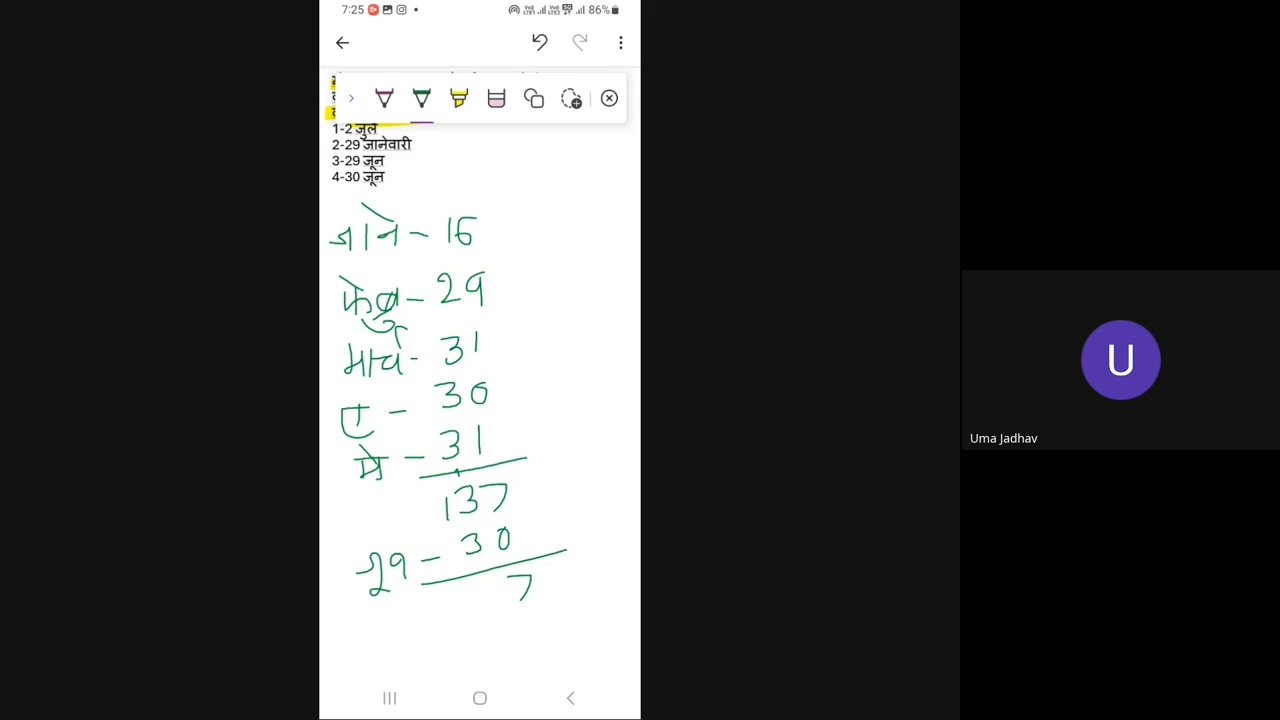 7:25 86%
1-2 जुलै
2-29 जानेवारी
3-29 जून
4-30 जून
जाने - 16
फेब्रु - 29
मार्च - 31
ए - 30
मे - 31
137
जून - 30
7
U
Uma Jadhav